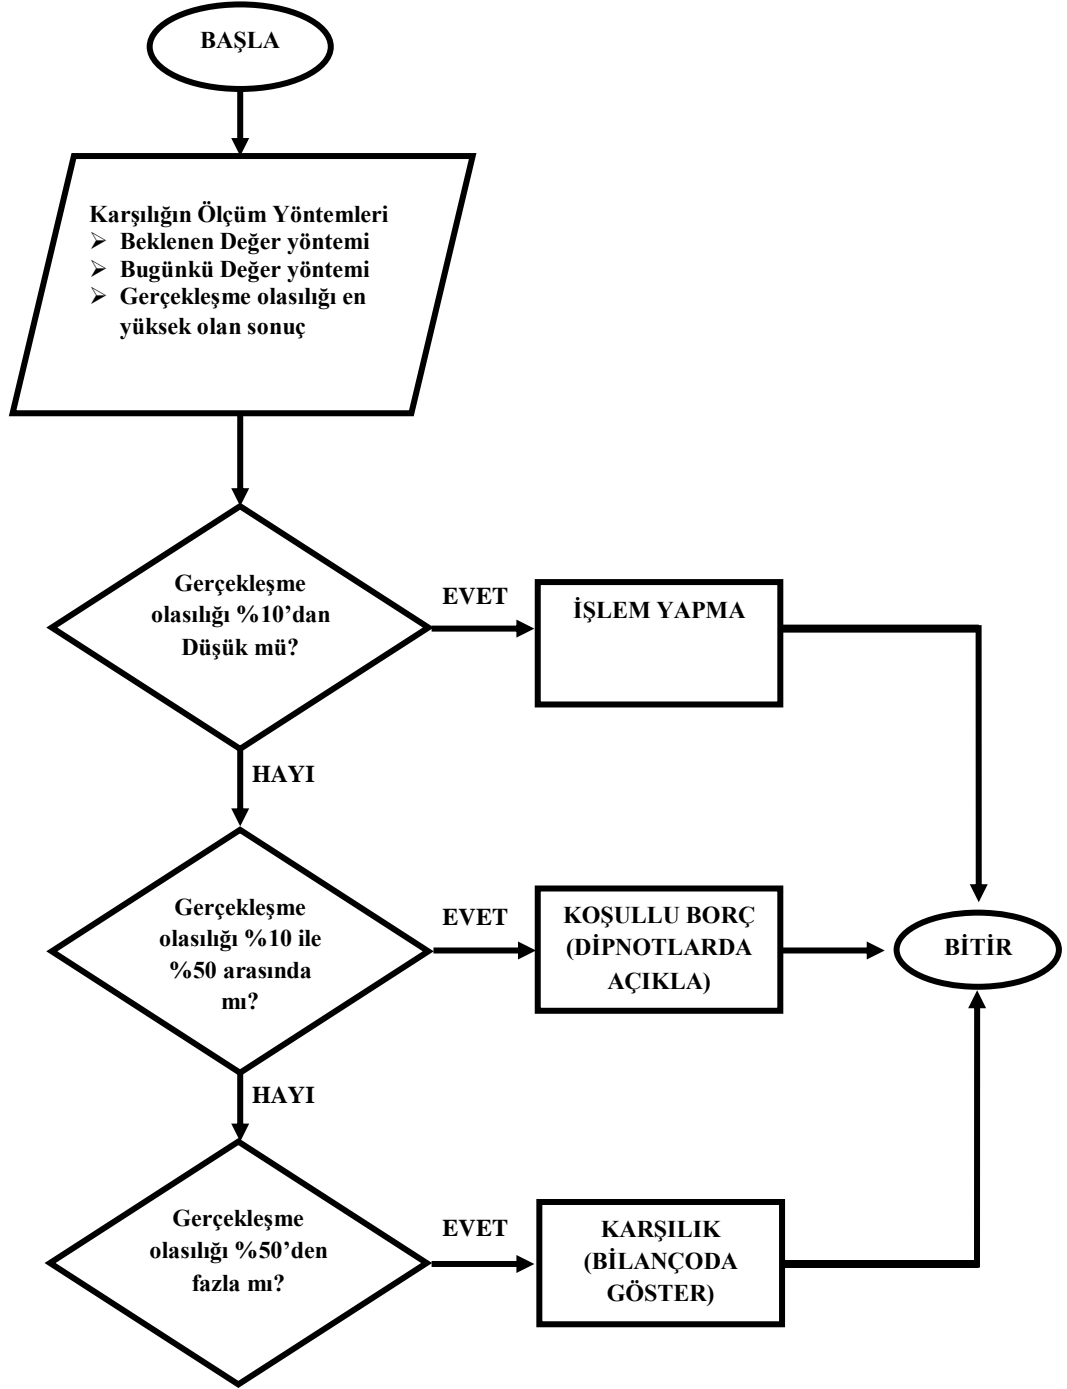 BAŞLA
Karşılığın Ölçüm Yöntemleri
➢ Beklenen Değer yöntemi
➢ Bugünkü Değer yöntemi
➢ Gerçekleşme olasılığı en
yüksek olan sonuç
Gerçekleşme
olasılığı %10’dan
Düşük mü?
EVET
İŞLEM YAPMA
HAYI
Gerçekleşme
olasılığı %10 ile
%50 arasında
mı?
EVET
KOŞULLU BORÇ
(DİPNOTLARDA
AÇIKLA)
BİTİR
HAYI
Gerçekleşme
olasılığı %50’den
fazla mı?
EVET
KARŞILIK
(BİLANÇODA
GÖSTER)